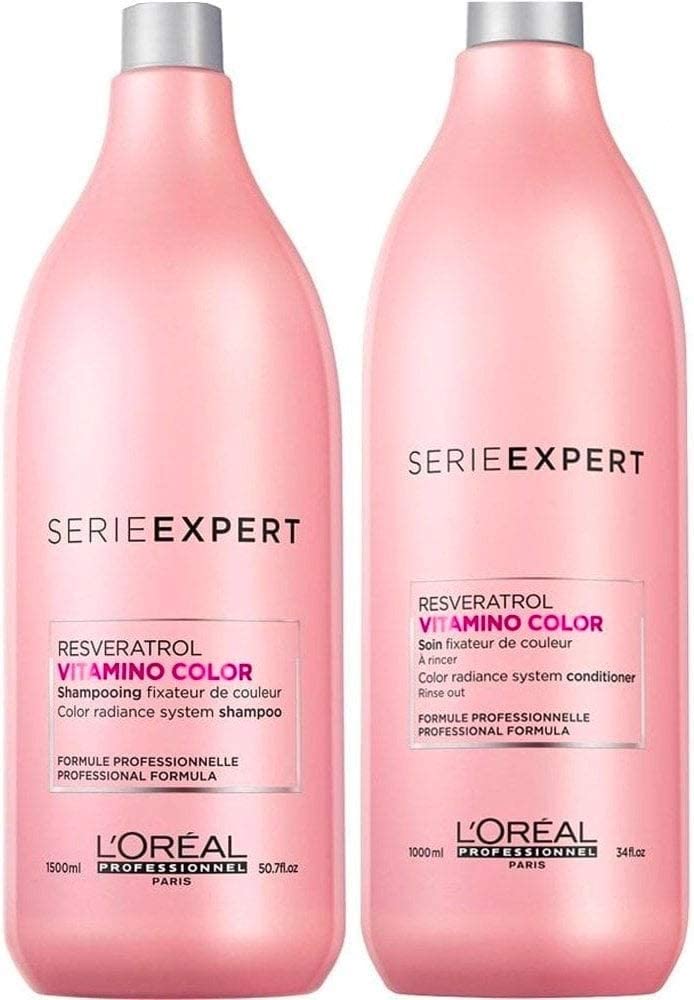 SERIEEXPERT
RESVERATROL
VITAMINO COLOR
Shampooing fixateur de couleur
Color radiance system shampoo
FORMULE PROFESSIONNELLE
PROFESSIONAL FORMULA
1500ml
L'ORÉAL
PROFESSIONNEL
PARIS
50.7fl.oz
SERIEEXPERT
RESVERATROL
VITAMINO COLOR
Soin fixateur de couleur
À rincer
Color radiance system conditioner
Rinse out
FORMULE PROFESSIONNELLE
PROFESSIONAL FORMULA
1000ml
L'ORÉAL
PROFESSIONNEL
PARIS
34fl.oz